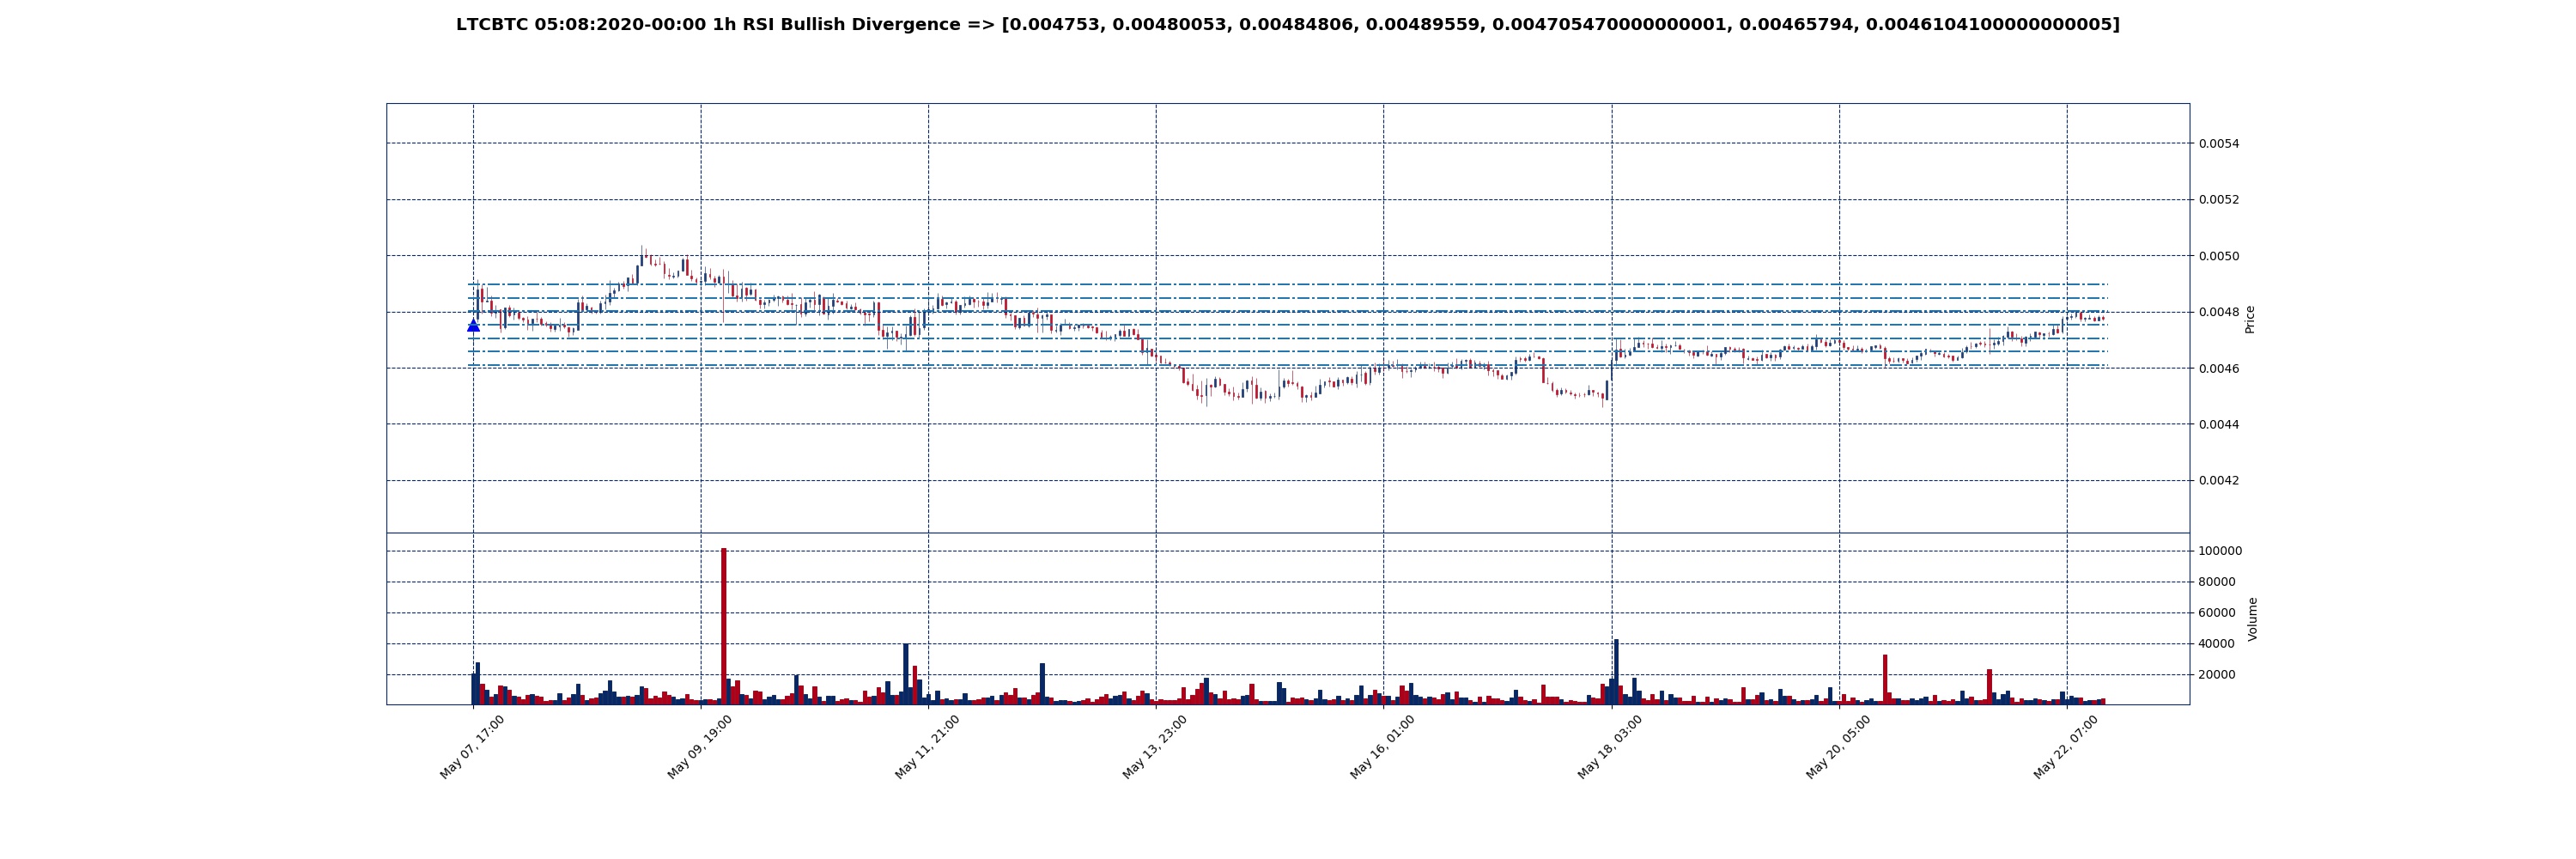 LTCBTC 05:08:2020-00:00 1h RSI Bullish Divergence => [0.004753, 0.00480053, 0.00484806, 0.00489559, 0.004705470000000001, 0.00465794, 0.0046104100000000005]
0.0054
0.0052
0.0050
0.0048
0.0046
0.0044
0.0042
Price
100000
80000
60000
40000
20000
Volume
May 07, 17:00
May 09, 19:00
May 11, 21:00
May 13, 23:00
May 16, 01:00
May 18, 03:00
May 20, 05:00
May 22, 07:00